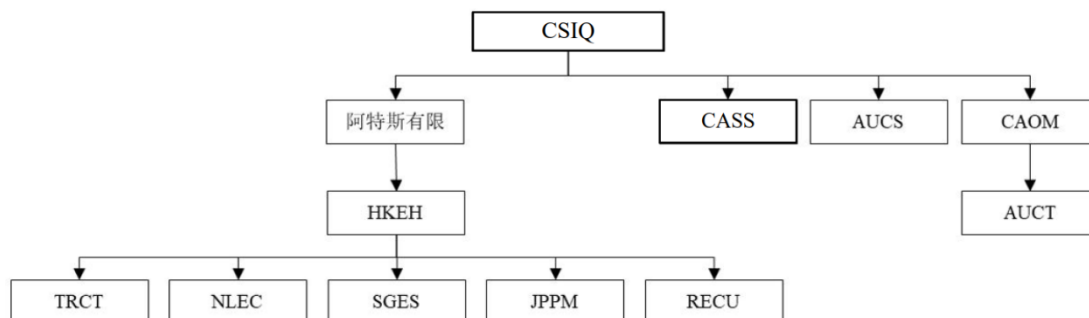 CSIQ
阿特斯有限
CASS
AUCS
CAOM
HKEH
AUCT
TRCT
NLEC
SGES
JPPM
RECU